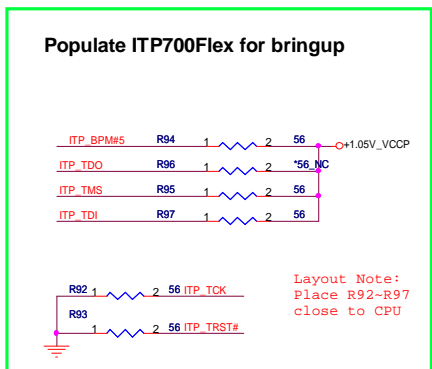 Populate ITP700Flex for bringup
ITP_BPM#5 R94 1 2 56 +1.05V_VCCP
ITP_TDO R96 1 2 *56_NC
ITP_TMS R95 1 2 56
ITP_TDI R97 1 2 56
R92 1 2 56 ITP_TCK
R93 1 2 56 ITP_TRST#
Layout Note:
Place R92~R97
close to CPU